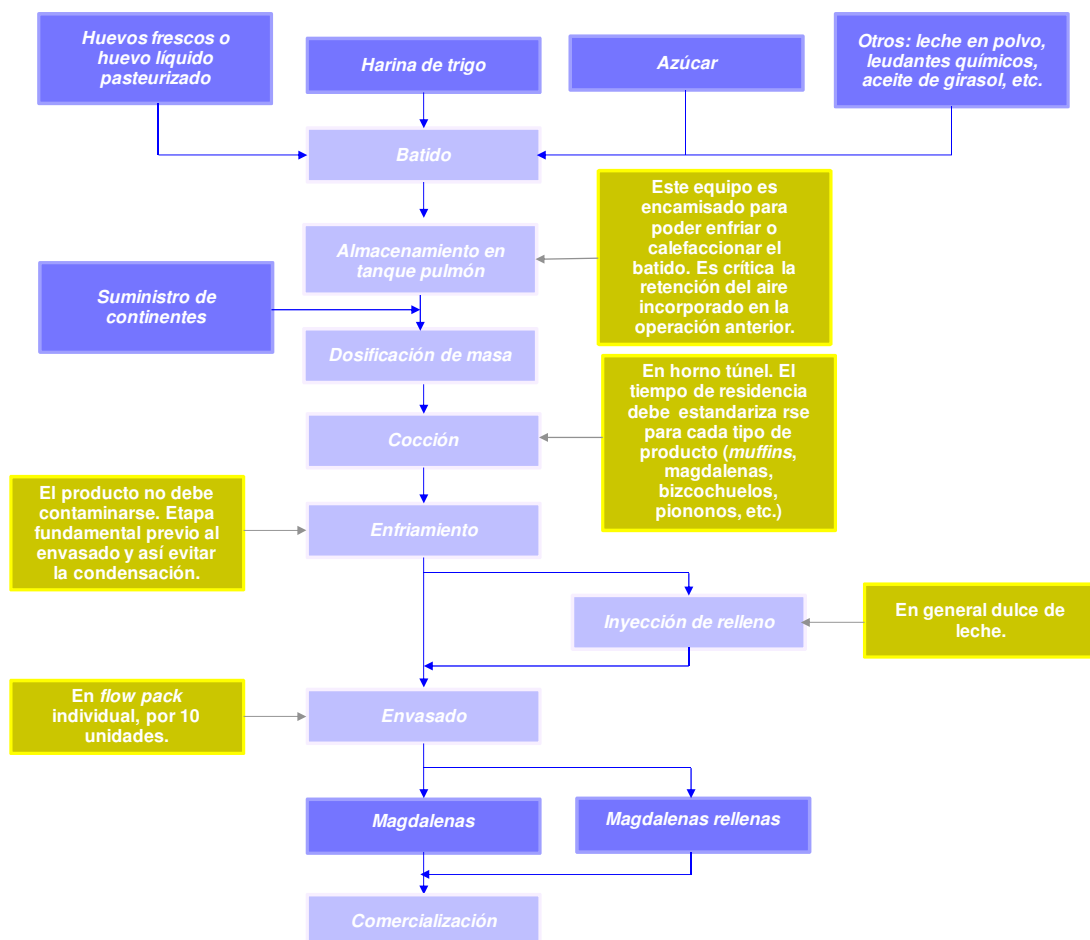 Huevos frescos o
huevo líquido
pasteurizado
Harina de trigo
Azúcar
Otros: leche en polvo,
leudantes químicos,
aceite de girasol, etc.
Batido
Este equipo es
encamisado para
poder enfriar o
calefaccionar el
batido. Es crítica la
retención del aire
incorporado en la
operación anterior.
Almacenamiento en
tanque pulmón
Suministro de
continentes
Dosificación de masa
En horno túnel. El
tiempo de residencia
debe estandariza rse
para cada tipo de
producto (muffins,
magdalenas,
bizcochuelos,
piononos, etc.)
Cocción
El producto no debe
contaminarse. Etapa
fundamental previo al
envasado y así evitar
la condensación.
Enfriamiento
Inyección de relleno
En general dulce de
leche.
En flow pack
individual, por 10
unidades.
Envasado
Magdalenas
Magdalenas rellenas
Comercialización